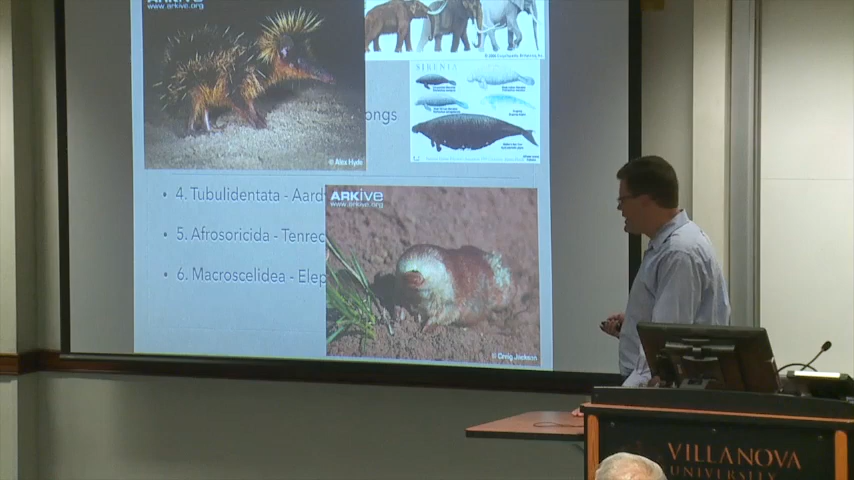 ARKIVE
www.arkive.org
SIRENIA
ongs
© Alex Hyde
• 4. Tubulidentata - Aard
ARKive
www.arkive.org
• 5. Afrosoricida - Tenrec
• 6. Macroscelidea - Elep
© Craig Jackson
VILLANOVA
UNIVERSITY